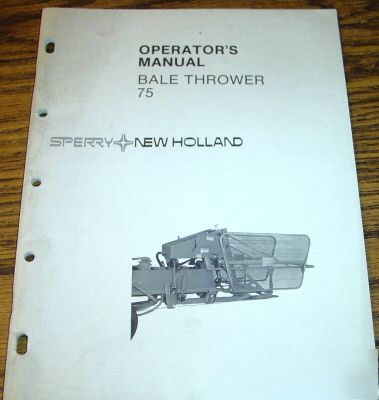 OPERATOR'S
MANUAL
BALE THROWER
75
SPERRY NEW HOLLAND